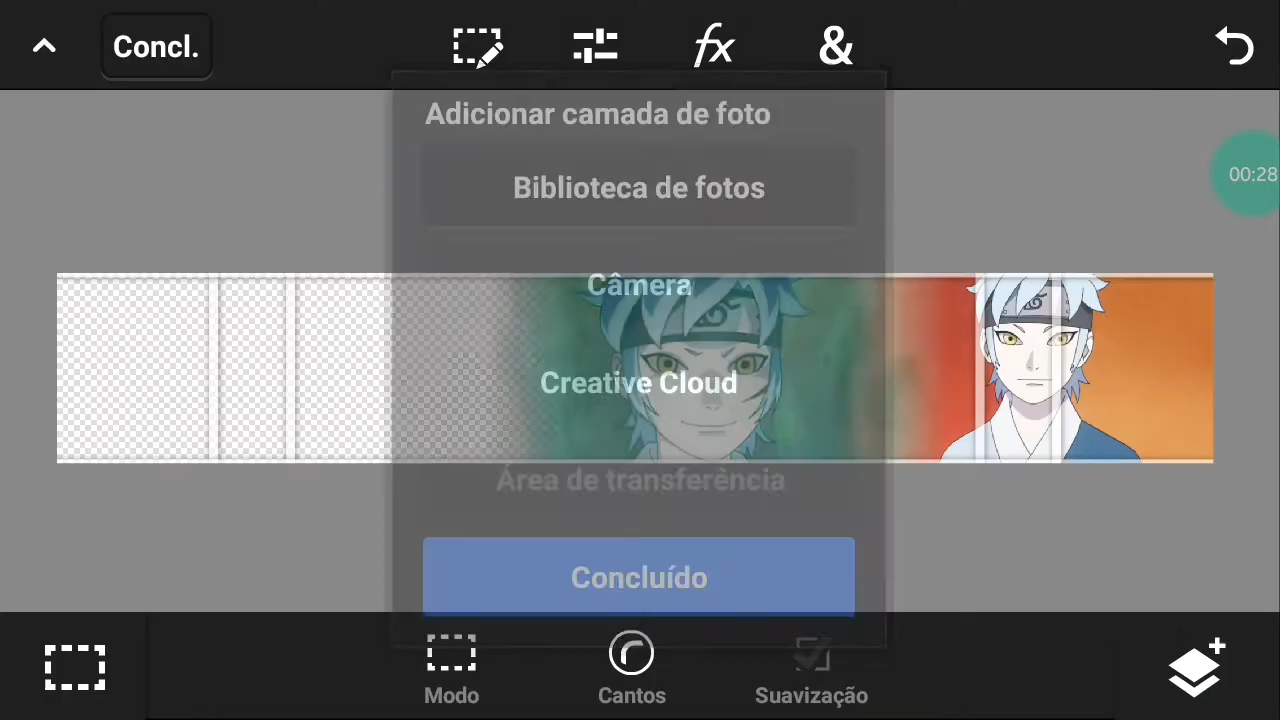 Concl.
fx
&
Adicionar camada de foto
00:28
Biblioteca de fotos
Câmera
Creative Cloud
Área de transferência
Concluído
Modo
Cantos
Suavização